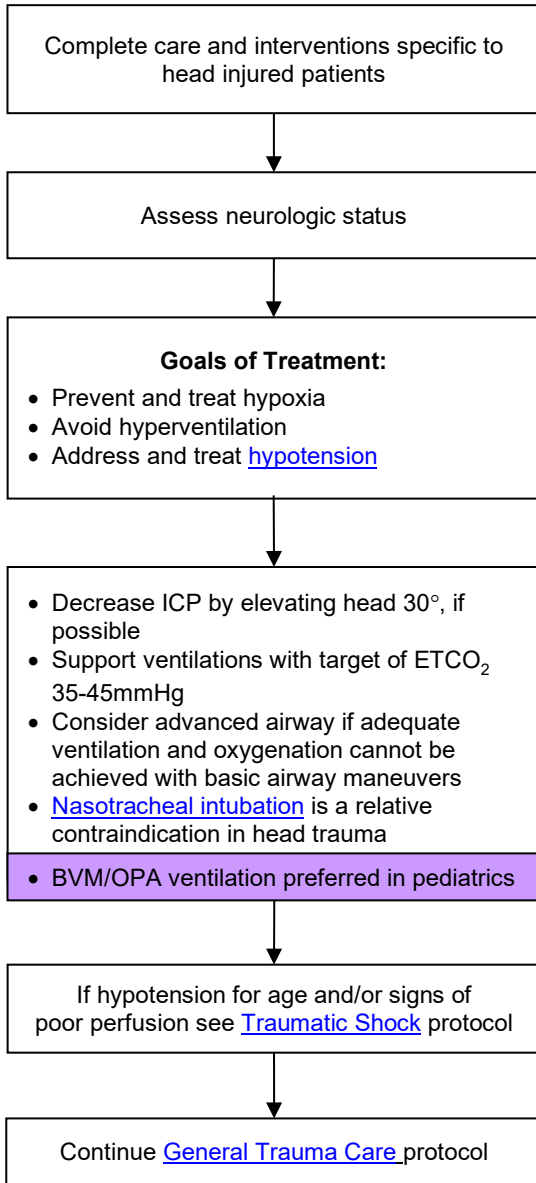 Complete care and interventions specific to
head injured patients
Assess neurologic status
Goals of Treatment:
• Prevent and treat hypoxia
• Avoid hyperventilation
• Address and treat hypotension
• Decrease ICP by elevating head 30°, if
possible
• Support ventilations with target of ETCO₂
35-45mmHg
• Consider advanced airway if adequate
ventilation and oxygenation cannot be
achieved with basic airway maneuvers
• Nasotracheal intubation is a relative
contraindication in head trauma
• BVM/OPA ventilation preferred in pediatrics
If hypotension for age and/or signs of
poor perfusion see Traumatic Shock protocol
Continue General Trauma Care protocol